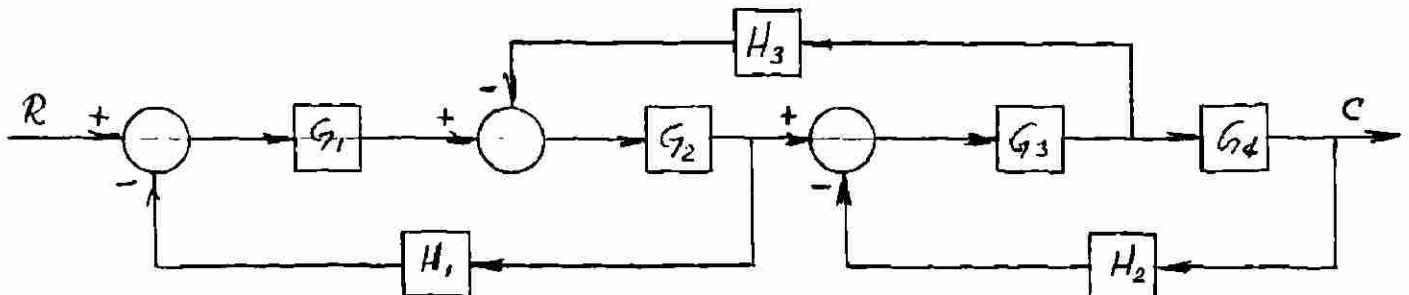 H₃
R
+
-
+
-
G₁
G₂
+
-
G₃
G₄
C
H₁
H₂